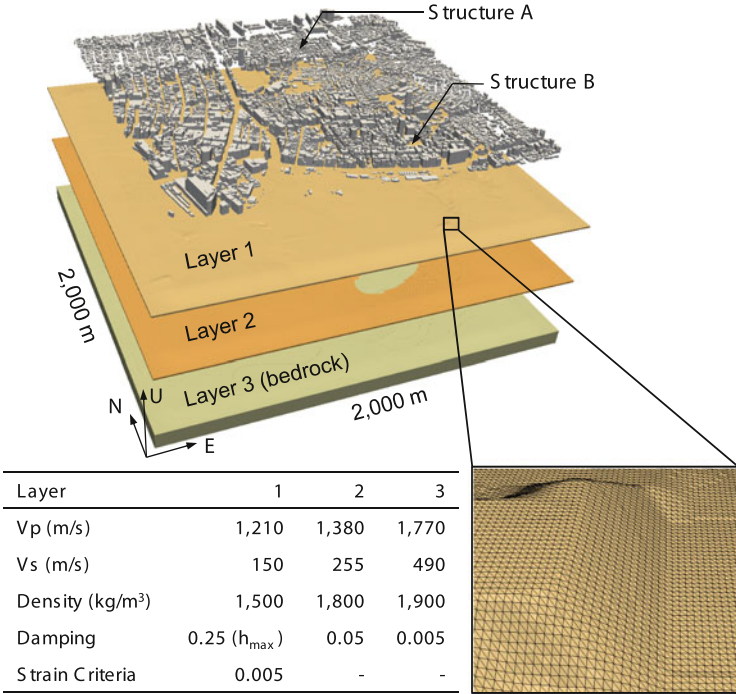 Structure A
Structure B
Layer 1
Layer 2
Layer 3 (bedrock)
2,000 m
2,000 m
N
U
E
Layer 1 2 3
Vp (m/s) 1,210 1,380 1,770
Vs (m/s) 150 255 490
Density (kg/m³) 1,500 1,800 1,900
Damping 0.25 (hmax) 0.05 0.005
Strain Criteria 0.005 - -